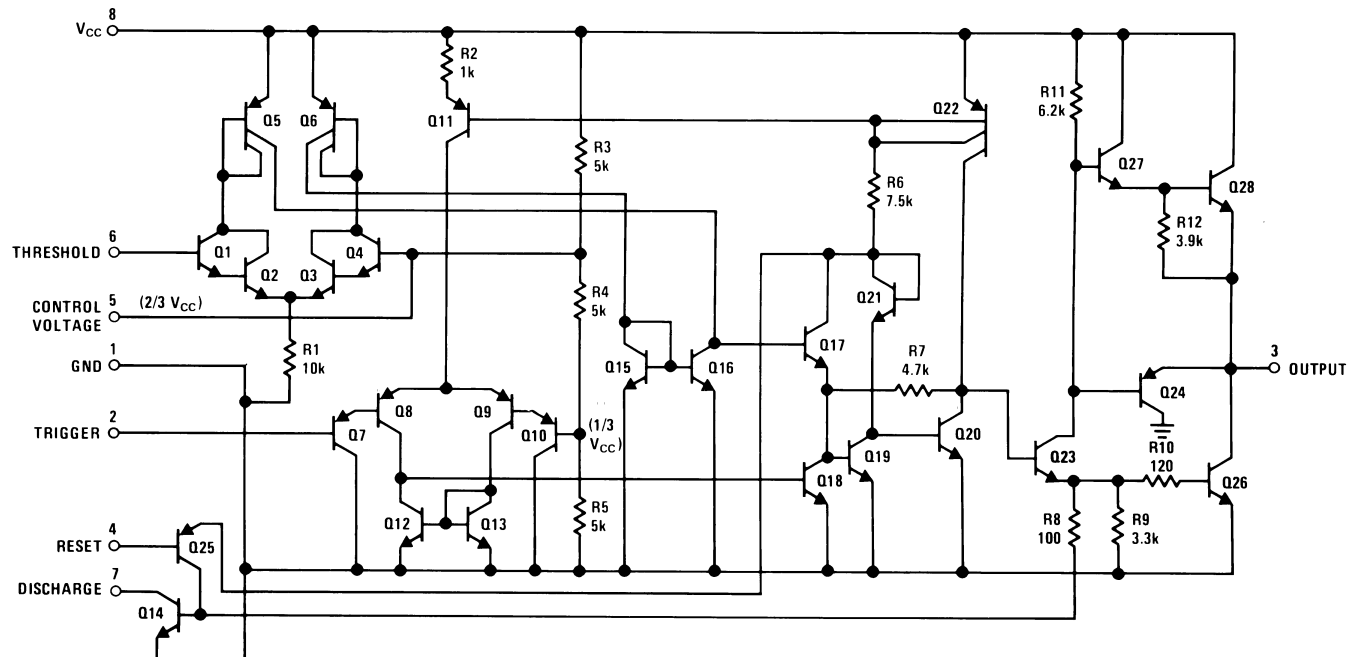 8
VCC
R2
1k
Q5
Q6
Q11
R3
5k
Q22
R11
6.2k
Q27
Q28
R6
7.5k
R12
3.9k
6
THRESHOLD
Q1
Q2
Q3
Q4
5
CONTROL
VOLTAGE
(2/3 VCC)
R4
5k
Q21
1
GND
R1
10k
Q15
Q16
Q17
R7
4.7k
3
OUTPUT
Q24
2
TRIGGER
Q7
Q8
Q9
Q10
(1/3
VCC)
Q18
Q19
Q20
Q23
R10
120
Q26
4
RESET
Q25
Q12
Q13
R5
5k
R8
100
R9
3.3k
7
DISCHARGE
Q14